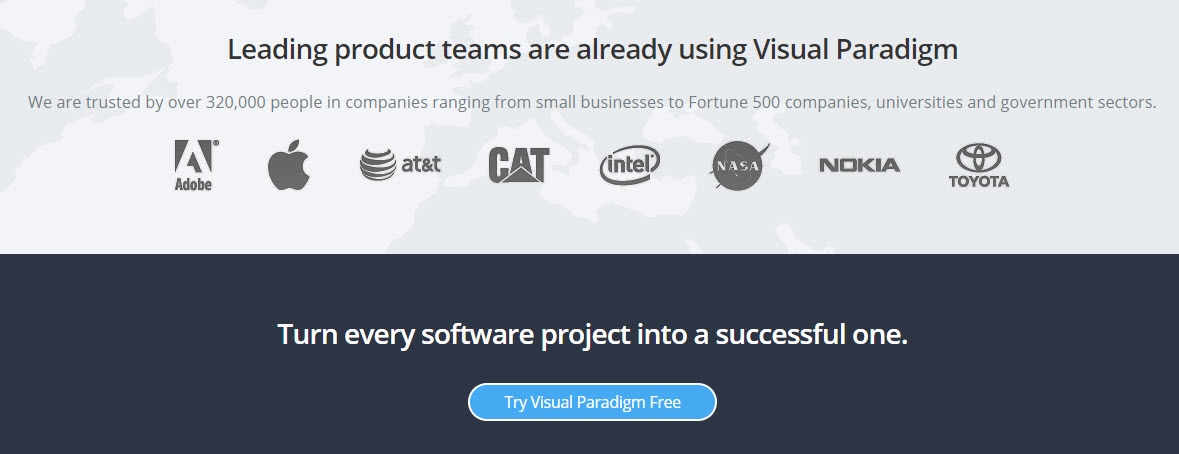 Leading product teams are already using Visual Paradigm
We are trusted by over 320,000 people in companies ranging from small businesses to Fortune 500 companies, universities and government sectors.
Adobe® at&t CAT intel® NASA NOKIA TOYOTA
Turn every software project into a successful one.
Try Visual Paradigm Free